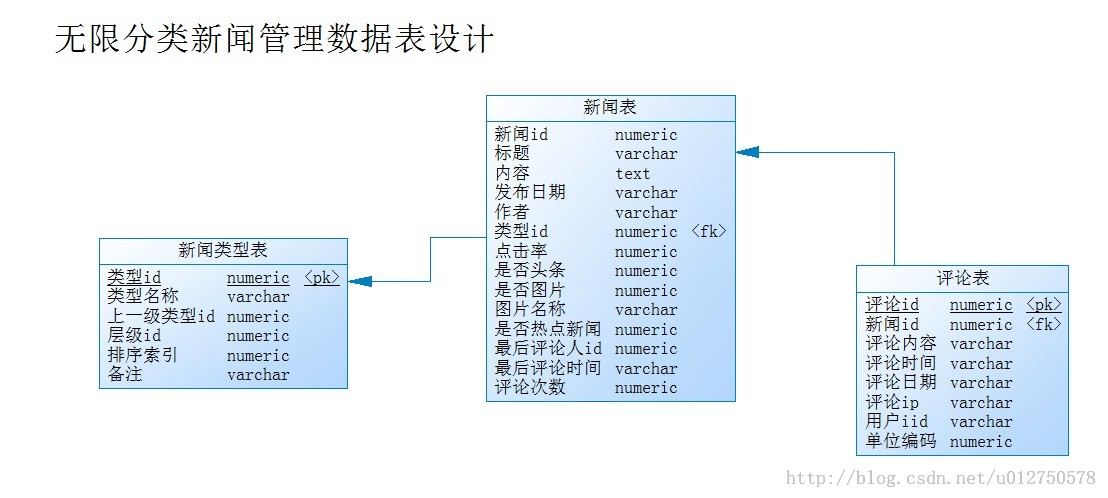 无限分类新闻管理数据表设计
新闻类型表
类型id numeric <pk>
类型名称 varchar
上一级类型id numeric
层级id numeric
排序索引 numeric
备注 varchar
新闻表
新闻id numeric
标题 varchar
内容 text
发布日期 varchar
作者 varchar
类型id numeric <fk>
点击率 numeric
是否头条 numeric
是否图片 numeric
图片名称 varchar
是否热点新闻 numeric
最后评论人id numeric
最后评论时间 varchar
评论次数 numeric
评论表
评论id numeric <pk>
新闻id numeric <fk>
评论内容 varchar
评论时间 varchar
评论日期 varchar
评论ip varchar
用户iid varchar
单位编码 numeric
http://blog.csdn.net/u012750578